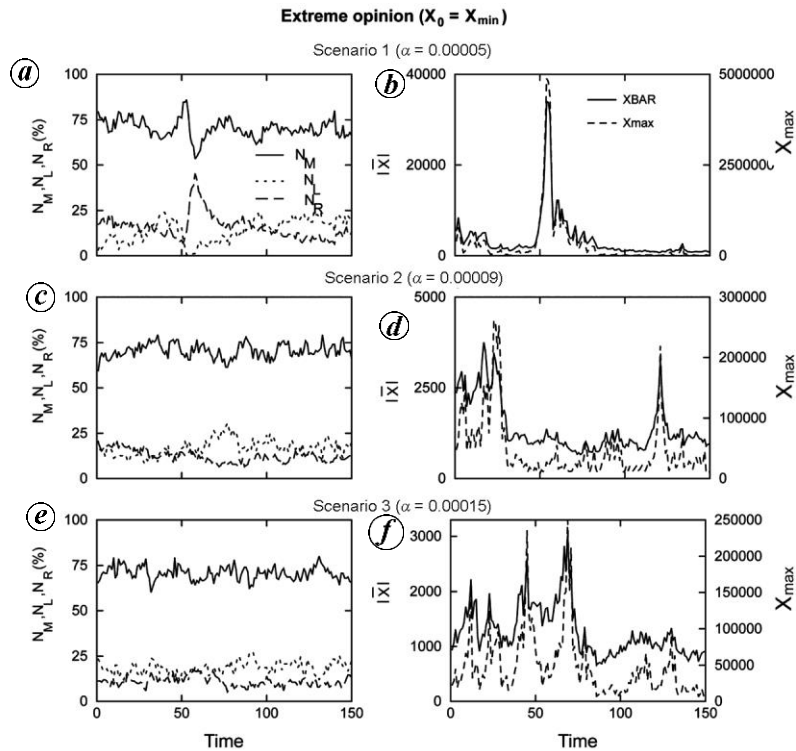 Extreme opinion (X0 = Xmin)
Scenario 1 (α = 0.00005)
a
100
75
50
25
0
NM,NL,NR(%)
NM
NL
NR
b
40000
20000
0
|x̄|
XBAR
Xmax
5000000
250000c
0
Xmax
Scenario 2 (α = 0.00009)
c
100
75
50
25
0
NM,NL,NR(%)
d
5000
2500
0
|x̄|
300000
200000
100000
0
Xmax
Scenario 3 (α = 0.00015)
e
100
75
50
25
0
NM,NL,NR(%)
0 50 100 150
Time
f
3000
2000
1000
0
|x̄|
250000
200000
150000
100000
50000
0
Xmax
0 50 100 150
Time